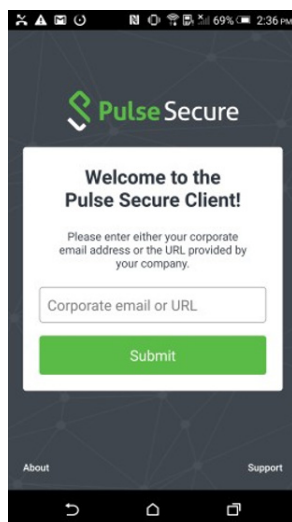 69% 2:36 PM
Pulse Secure
Welcome to the
Pulse Secure Client!
Please enter either your corporate
email address or the URL provided by
your company.
Corporate email or URL
Submit
About Support